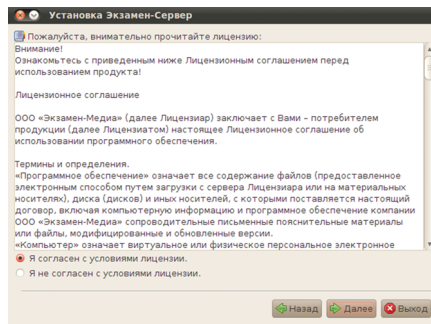 Установка Экзамен-Сервер
Пожалуйста, внимательно прочитайте лицензию:
Внимание!
Ознакомьтесь с приведенным ниже Лицензионным соглашением перед
использованием продукта!
Лицензионное соглашение
ООО «Экзамен-Медиа» (далее Лицензиар) заключает с Вами – потребителем
продукции (далее Лицензиатом) настоящее Лицензионное соглашение об
использовании программного обеспечения.
Термины и определения.
«Программное обеспечение» означает все содержание файлов (предоставленное
электронным способом путем загрузки с сервера Лицензиара или на материальных
носителях), диска (дисков) и иных носителей, с которыми поставляется настоящий
договор, включая компьютерную информацию и программное обеспечение компании
ООО «Экзамен-Медиа» сопроводительные письменные пояснительные материалы
или файлы, модифицированные и обновленные версии.
«Компьютер» означает виртуальное или физическое персональное электронное
Я согласен с условиями лицензии.
Я не согласен с условиями лицензии.
Назад Далее Выход